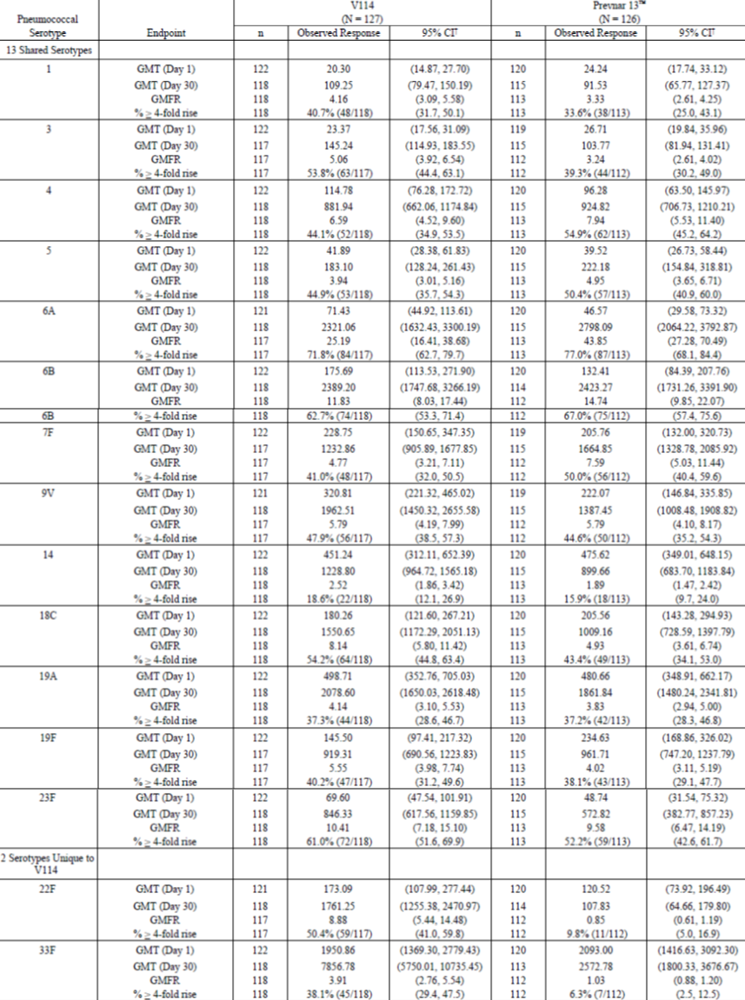 V114 Prevnar 13™
Pneumococcal (N = 127) (N = 126)
Serotype Endpoint n Observed Response 95% CI† n Observed Response 95% CI†
13 Shared Serotypes
1 GMT (Day 1) 122 20.30 (14.87, 27.70) 120 24.24 (17.74, 33.12)
GMT (Day 30) 118 109.25 (79.47, 150.19) 115 91.53 (65.77, 127.37)
GMFR 118 4.16 (3.09, 5.58) 113 3.33 (2.61, 4.25)
% ≥ 4-fold rise 118 40.7% (48/118) (31.7, 50.1) 113 33.6% (38/113) (25.0, 43.1)
3 GMT (Day 1) 122 23.37 (17.56, 31.09) 119 26.71 (19.84, 35.96)
GMT (Day 30) 117 145.24 (114.93, 183.55) 115 103.77 (81.94, 131.41)
GMFR 117 5.06 (3.92, 6.54) 112 3.24 (2.61, 4.02)
% ≥ 4-fold rise 117 53.8% (63/117) (44.4, 63.1) 112 39.3% (44/112) (30.2, 49.0)
4 GMT (Day 1) 122 114.78 (76.28, 172.72) 120 96.28 (63.50, 145.97)
GMT (Day 30) 118 881.94 (662.06, 1174.84) 115 924.82 (706.73, 1210.21)
GMFR 118 6.59 (4.52, 9.60) 113 7.94 (5.53, 11.40)
% ≥ 4-fold rise 118 44.1% (52/118) (34.9, 53.5) 113 54.9% (62/113) (45.2, 64.2)
5 GMT (Day 1) 122 41.89 (28.38, 61.83) 120 39.52 (26.73, 58.44)
GMT (Day 30) 118 183.10 (128.24, 261.43) 115 222.18 (154.84, 318.81)
GMFR 118 3.94 (3.01, 5.16) 113 4.95 (3.65, 6.71)
% ≥ 4-fold rise 118 44.9% (53/118) (35.7, 54.3) 113 50.4% (57/113) (40.9, 60.0)
6A GMT (Day 1) 121 71.43 (44.92, 113.61) 120 46.57 (29.58, 73.32)
GMT (Day 30) 118 2321.06 (1632.43, 3300.19) 115 2798.09 (2064.22, 3792.87)
GMFR 117 25.19 (16.41, 38.68) 113 43.85 (27.28, 70.49)
% ≥ 4-fold rise 117 71.8% (84/117) (62.7, 79.7) 113 77.0% (87/113) (68.1, 84.4)
6B GMT (Day 1) 122 175.69 (113.53, 271.90) 120 132.41 (84.39, 207.76)
GMT (Day 30) 118 2389.20 (1747.68, 3266.19) 114 2423.27 (1731.26, 3391.90)
GMFR 118 11.83 (8.03, 17.44) 112 14.74 (9.85, 22.07)
6B % ≥ 4-fold rise 118 62.7% (74/118) (53.3, 71.4) 112 67.0% (75/112) (57.4, 75.6)
7F GMT (Day 1) 122 228.75 (150.65, 347.35) 119 205.76 (132.00, 320.73)
GMT (Day 30) 117 1232.86 (905.89, 1677.85) 115 1664.85 (1328.78, 2085.92)
GMFR 117 4.77 (3.21, 7.11) 112 7.59 (5.03, 11.44)
% ≥ 4-fold rise 117 41.0% (48/117) (32.0, 50.5) 112 50.0% (56/112) (40.4, 59.6)
9V GMT (Day 1) 121 320.81 (221.32, 465.02) 119 222.07 (146.84, 335.85)
GMT (Day 30) 118 1962.51 (1450.32, 2655.58) 115 1387.45 (1008.48, 1908.82)
GMFR 117 5.79 (4.19, 7.99) 112 5.79 (4.10, 8.17)
% ≥ 4-fold rise 117 47.9% (56/117) (38.5, 57.3) 112 44.6% (50/112) (35.2, 54.3)
14 GMT (Day 1) 122 451.24 (312.11, 652.39) 120 475.62 (349.01, 648.15)
GMT (Day 30) 118 1228.80 (964.72, 1565.18) 115 899.66 (683.70, 1183.84)
GMFR 118 2.52 (1.86, 3.42) 113 1.89 (1.47, 2.42)
% ≥ 4-fold rise 118 18.6% (22/118) (12.1, 26.9) 113 15.9% (18/113) (9.7, 24.0)
18C GMT (Day 1) 122 180.26 (121.60, 267.21) 120 205.56 (143.28, 294.93)
GMT (Day 30) 118 1550.65 (1172.29, 2051.13) 115 1009.16 (728.59, 1397.79)
GMFR 118 8.14 (5.80, 11.42) 113 4.93 (3.61, 6.74)
% ≥ 4-fold rise 118 54.2% (64/118) (44.8, 63.4) 113 43.4% (49/113) (34.1, 53.0)
19A GMT (Day 1) 122 498.71 (352.76, 705.03) 120 480.66 (348.91, 662.17)
GMT (Day 30) 118 2078.60 (1650.03, 2618.48) 115 1861.84 (1480.24, 2341.81)
GMFR 118 4.14 (3.10, 5.53) 113 3.83 (2.94, 5.00)
% ≥ 4-fold rise 118 37.3% (44/118) (28.6, 46.7) 113 37.2% (42/113) (28.3, 46.8)
19F GMT (Day 1) 122 145.50 (97.41, 217.32) 120 234.63 (168.86, 326.02)
GMT (Day 30) 117 919.31 (690.56, 1223.83) 115 961.71 (747.20, 1237.79)
GMFR 117 5.55 (3.98, 7.74) 113 4.02 (3.11, 5.19)
% ≥ 4-fold rise 117 40.2% (47/117) (31.2, 49.6) 113 38.1% (43/113) (29.1, 47.7)
23F GMT (Day 1) 122 69.60 (47.54, 101.91) 120 48.74 (31.54, 75.32)
GMT (Day 30) 118 846.33 (617.56, 1159.85) 115 572.82 (382.77, 857.23)
GMFR 118 10.41 (7.18, 15.10) 113 9.58 (6.47, 14.19)
% ≥ 4-fold rise 118 61.0% (72/118) (51.6, 69.9) 113 52.2% (59/113) (42.6, 61.7)
2 Serotypes Unique to
V114
22F GMT (Day 1) 121 173.09 (107.99, 277.44) 120 120.52 (73.92, 196.49)
GMT (Day 30) 118 1761.25 (1255.38, 2470.97) 114 107.83 (64.66, 179.80)
GMFR 117 8.88 (5.44, 14.48) 112 0.85 (0.61, 1.19)
% ≥ 4-fold rise 117 50.4% (59/117) (41.0, 59.8) 112 9.8% (11/112) (5.0, 16.9)
33F GMT (Day 1) 122 1950.86 (1369.30, 2779.43) 120 2093.00 (1416.63, 3092.30)
GMT (Day 30) 118 7856.78 (5750.01, 10735.45) 113 2572.78 (1800.33, 3676.67)
GMFR 118 3.91 (2.76, 5.54) 112 1.03 (0.88, 1.20)
% ≥ 4-fold rise 118 38.1% (45/118) (29.4, 47.5) 112 6.3% (7/112) (2.5, 12.5)